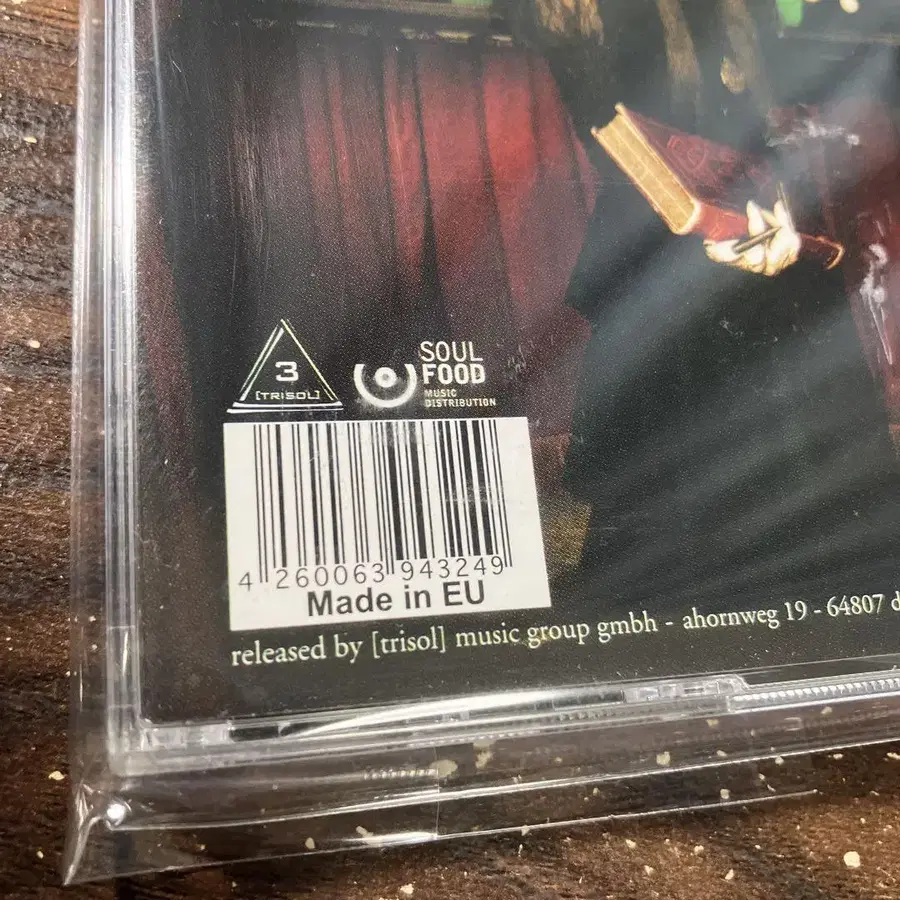 3
[TRISOL]
SOUL
FOOD
MUSIC
DISTRIBUTION
4 260063 943249
Made in EU
released by [trisol] music group gmbh - ahornweg 19 - 64807 d